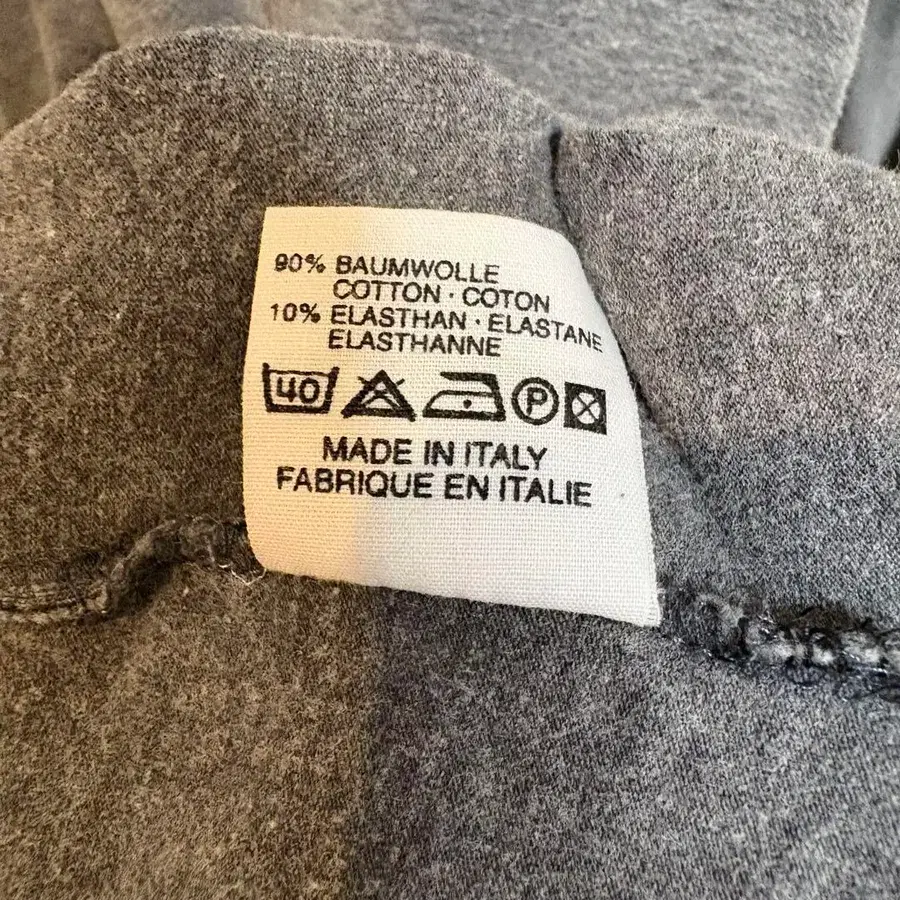 90% BAUMWOLLE
COTTON · COTON
10% ELASTHAN · ELASTANE
ELASTHANNE
40 P
MADE IN ITALY
FABRIQUE EN ITALIE